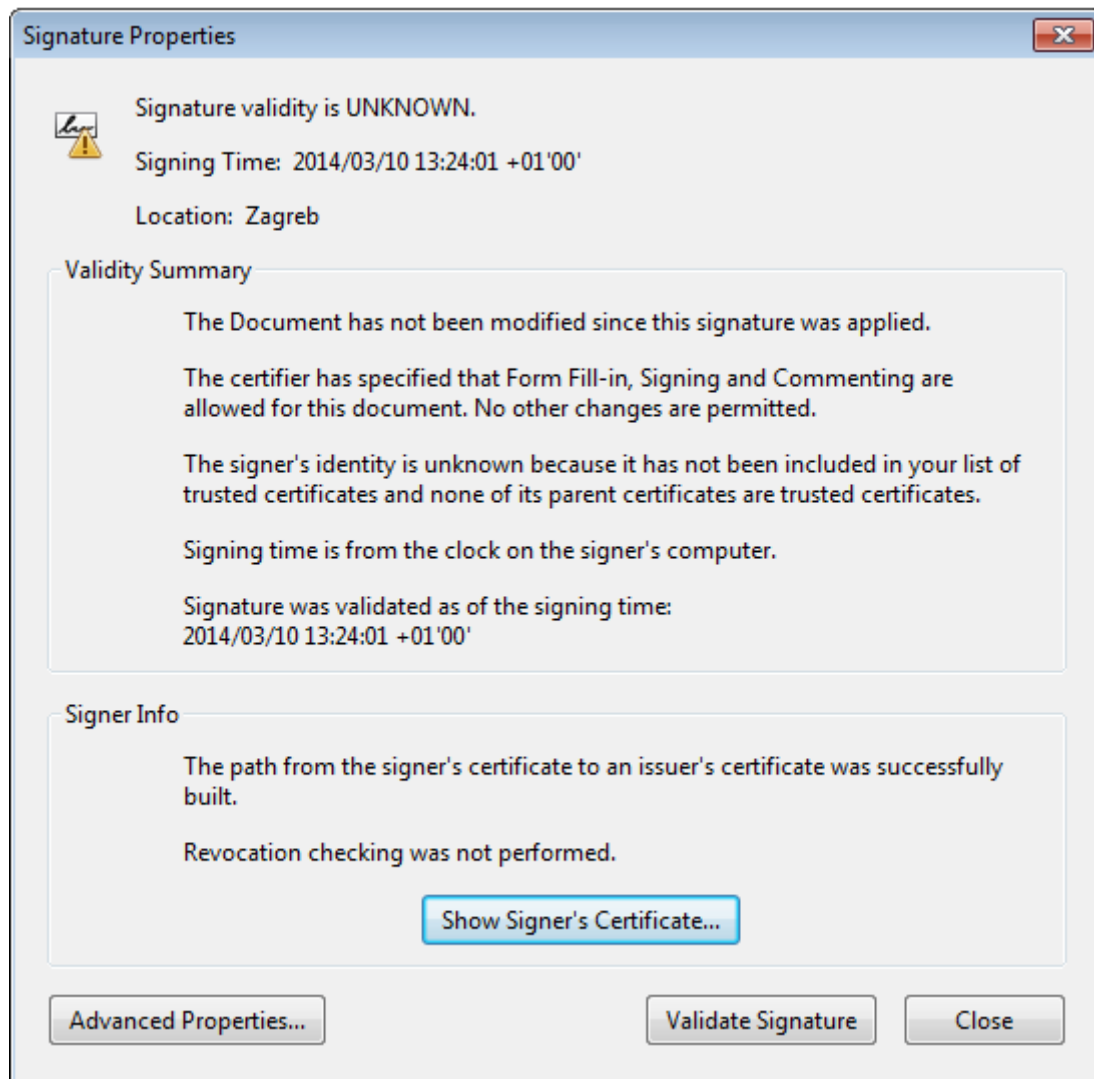 Signature Properties
Signature validity is UNKNOWN.
Signing Time: 2014/03/10 13:24:01 +01'00'
Location: Zagreb
Validity Summary
The Document has not been modified since this signature was applied.
The certifier has specified that Form Fill-in, Signing and Commenting are
allowed for this document. No other changes are permitted.
The signer's identity is unknown because it has not been included in your list of
trusted certificates and none of its parent certificates are trusted certificates.
Signing time is from the clock on the signer's computer.
Signature was validated as of the signing time:
2014/03/10 13:24:01 +01'00'
Signer Info
The path from the signer's certificate to an issuer's certificate was successfully
built.
Revocation checking was not performed.
Show Signer's Certificate...
Advanced Properties...
Validate Signature
Close